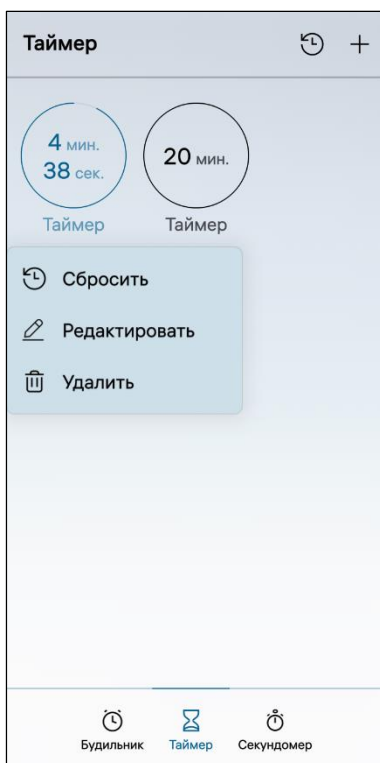 Таймер
4 мин.
38 сек.
20 мин.
Таймер
Таймер
Сбросить
Редактировать
Удалить
Будильник
Таймер
Секундомер